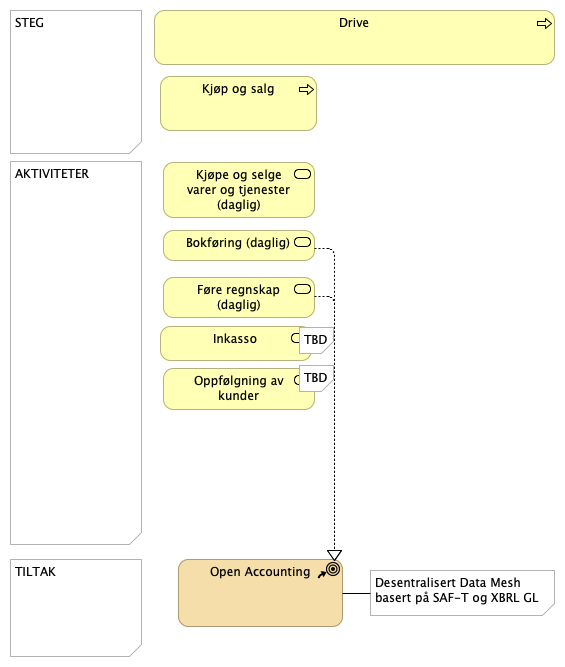 STEG
Drive
Kjøp og salg
AKTIVITETER
Kjøpe og selge
varer og tjenester
(daglig)
Bokføring (daglig)
Føre regnskap
(daglig)
Inkasso
TBD
TBD
Oppfølgning av
kunder
TILTAK
Open Accounting
Desentralisert Data Mesh
basert på SAF-T og XBRL GL